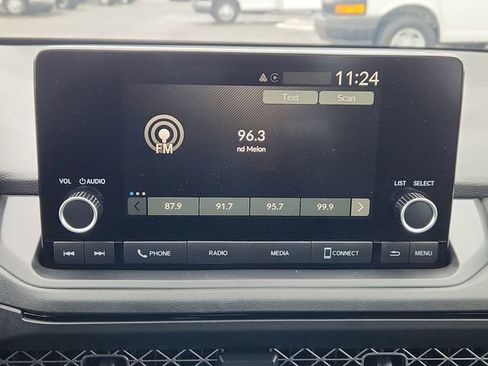 11:24
Text Scan
FM
96.3
nd Melon
VOL AUDIO
LIST SELECT
87.9 91.7 95.7 99.9
PHONE RADIO MEDIA CONNECT MENU